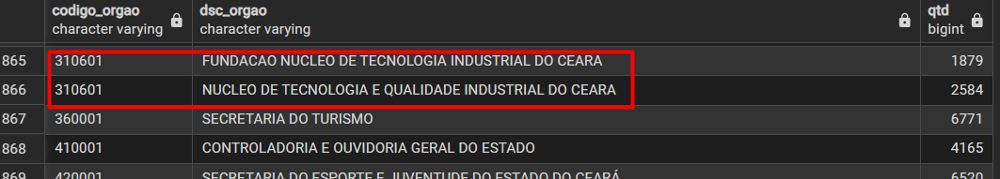 codigo_orgao dsc_orgao qtd
character varying character varying bigint
865 310601 FUNDACAO NUCLEO DE TECNOLOGIA INDUSTRIAL DO CEARA 1879
866 310601 NUCLEO DE TECNOLOGIA E QUALIDADE INDUSTRIAL DO CEARA 2584
867 360001 SECRETARIA DO TURISMO 6771
868 410001 CONTROLADORIA E OUVIDORIA GERAL DO ESTADO 4165
869 420001 SECRETARIA DO ESPORTE E JUVENTUDE DO ESTADO DO CEARÁ 6520